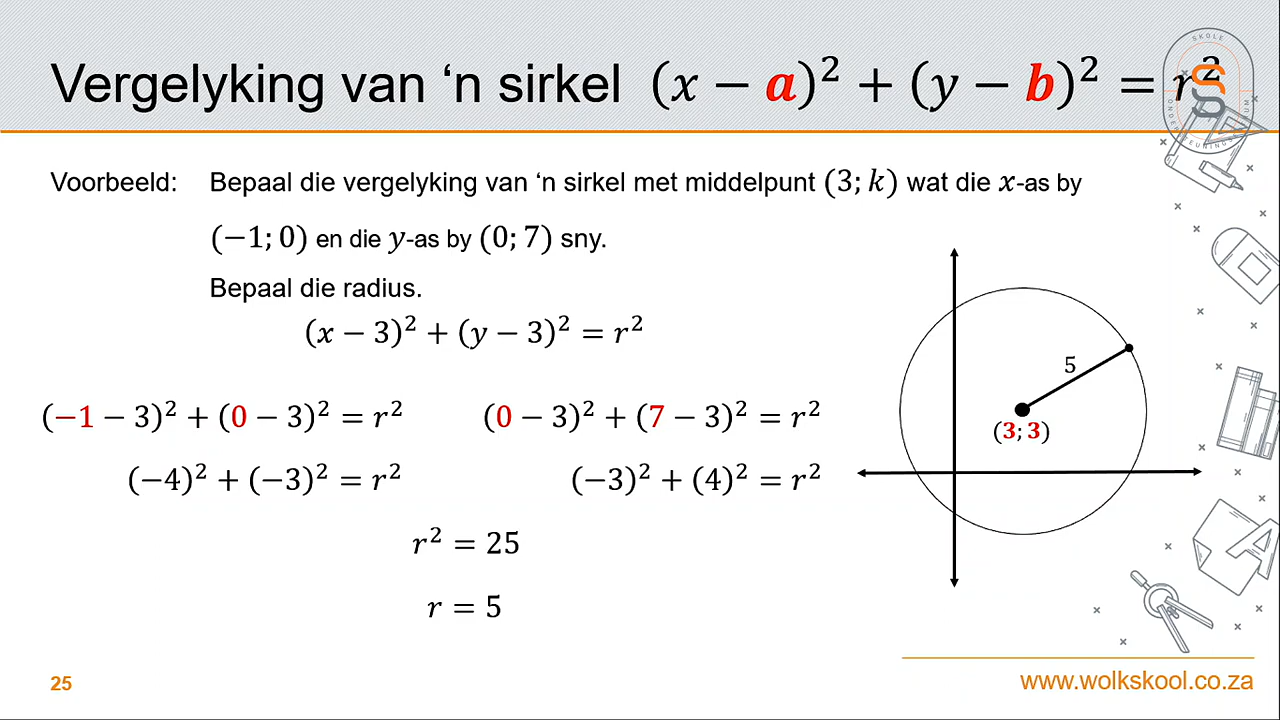 Vergelyking van ‘n sirkel (x − a)² + (y − b)² = r²
Voorbeeld: Bepaal die vergelyking van ‘n sirkel met middelpunt (3; k) wat die x-as by
(−1; 0) en die y-as by (0; 7) sny.
Bepaal die radius.
(x − 3)² + (y − 3)² = r²
(−1 − 3)² + (0 − 3)² = r² (0 − 3)² + (7 − 3)² = r²
(−4)² + (−3)² = r² (−3)² + (4)² = r²
r² = 25
r = 5
5
(3; 3)
SKOLE
25
www.wolkskool.co.za